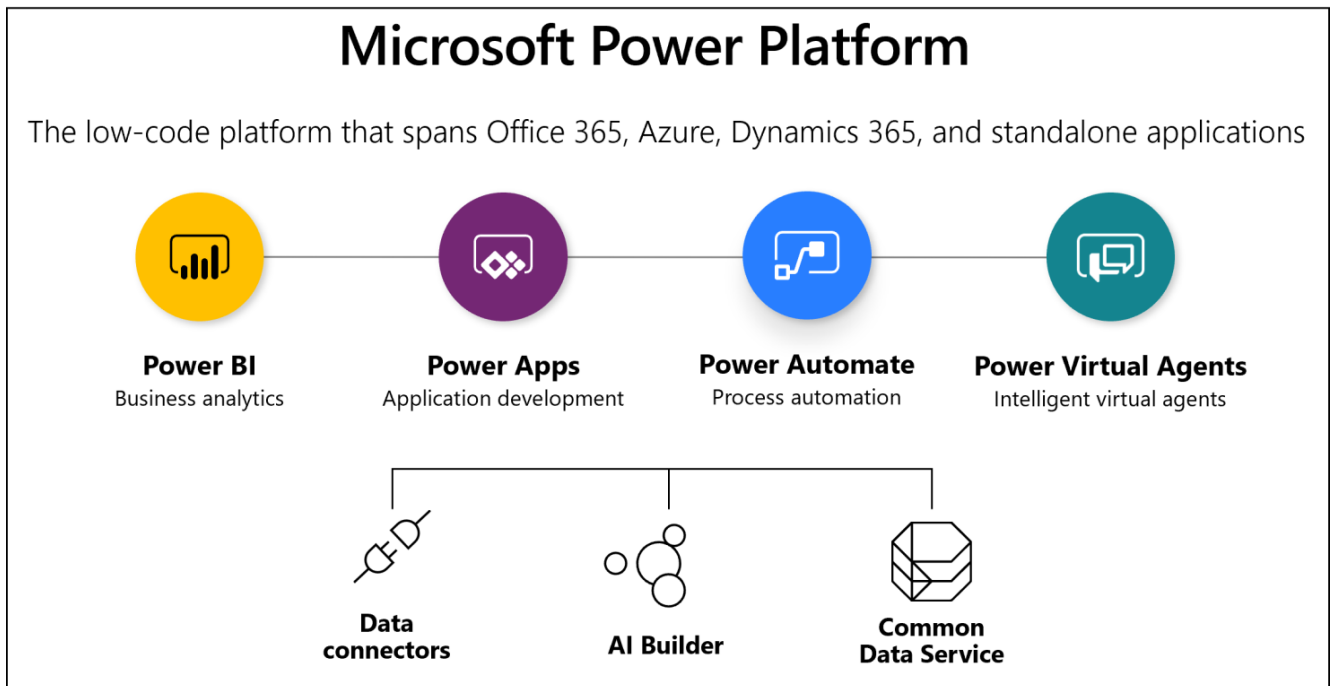 Microsoft Power Platform
The low-code platform that spans Office 365, Azure, Dynamics 365, and standalone applications
Power BI
Business analytics
Power Apps
Application development
Power Automate
Process automation
Power Virtual Agents
Intelligent virtual agents
Data
connectors
AI Builder
Common
Data Service